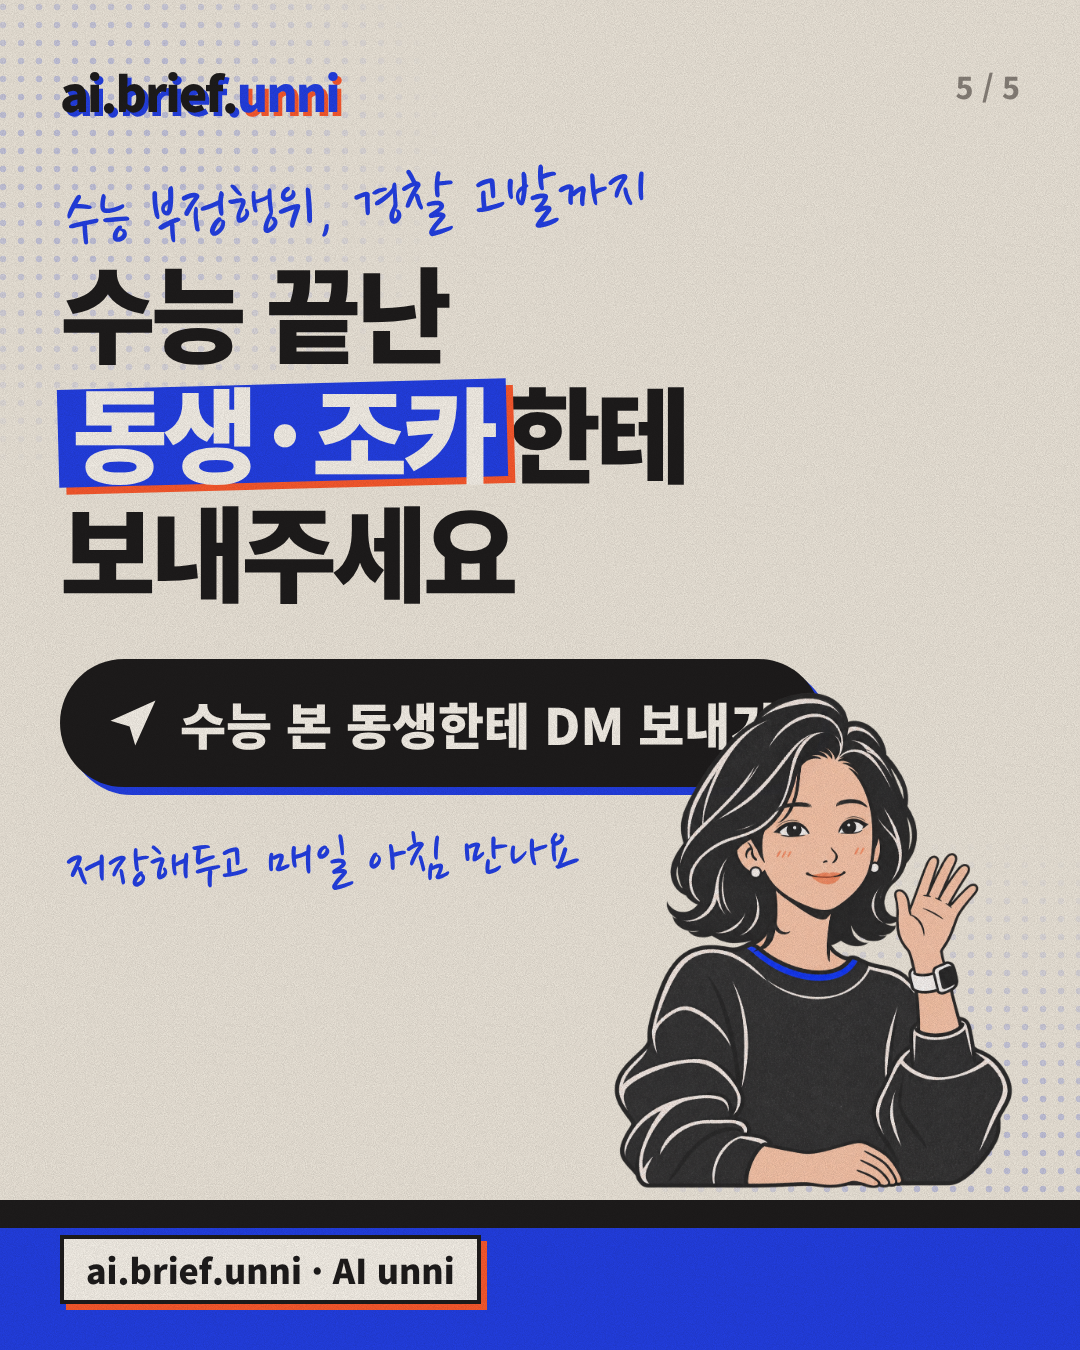 ai.brief.unni
5 / 5
수능 부정행위, 경찰 고발까지
수능 끝난
동생·조카한테
보내주세요
수능 본 동생한테 DM 보내기
저장해두고 매일 아침 만나요
ai.brief.unni · AI unni